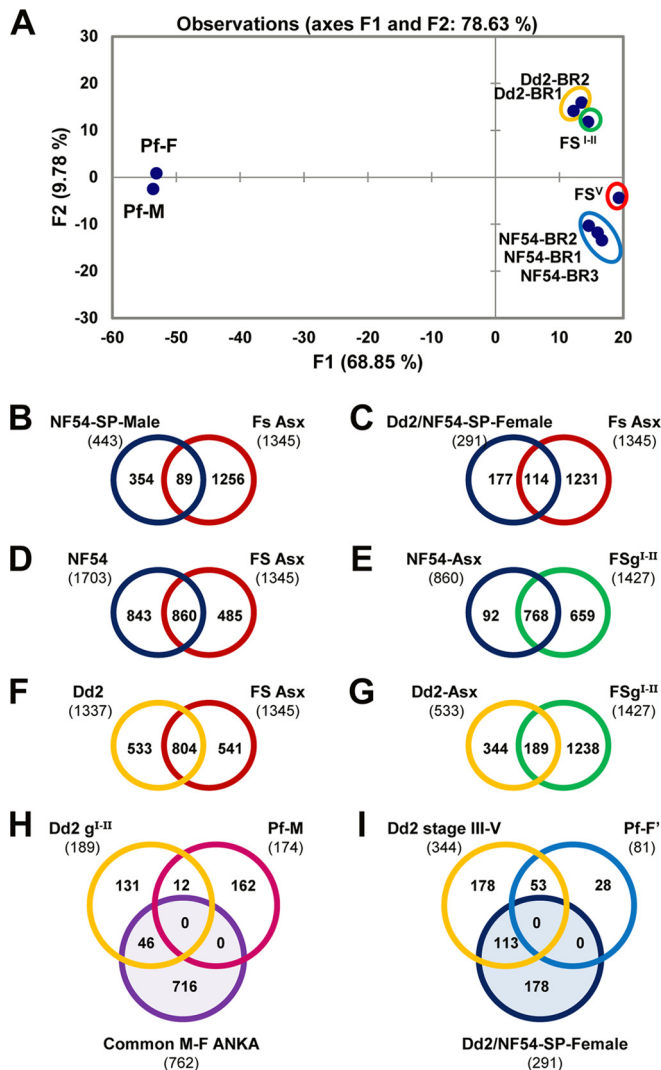 A
Observations (axes F1 and F2: 78.63 %)
30
20
10
0
-10
-20
-30
F2 (9.78 %)
-60 -50 -40 -30 -20 -10 0 10 20
F1 (68.85 %)
Dd2-BR2
Dd2-BR1
FS I-II
Pf-F
Pf-M
FSV
NF54-BR2
NF54-BR1
NF54-BR3
B
NF54-SP-Male Fs Asx
(443) (1345)
354 89 1256
C
Dd2/NF54-SP-Female Fs Asx
(291) (1345)
177 114 1231
D
NF54 FS Asx
(1703) (1345)
843 860 485
E
NF54-Asx FSgI-II
(860) (1427)
92 768 659
F
Dd2 FS Asx
(1337) (1345)
533 804 541
G
Dd2-Asx FSgI-II
(533) (1427)
344 189 1238
H
Dd2 gI-II Pf-M
(189) (174)
131 12 162
0
46 0
716
Common M-F ANKA
(762)
I
Dd2 stage III-V Pf-F'
(344) (81)
178 53 28
0
113 0
178
Dd2/NF54-SP-Female
(291)